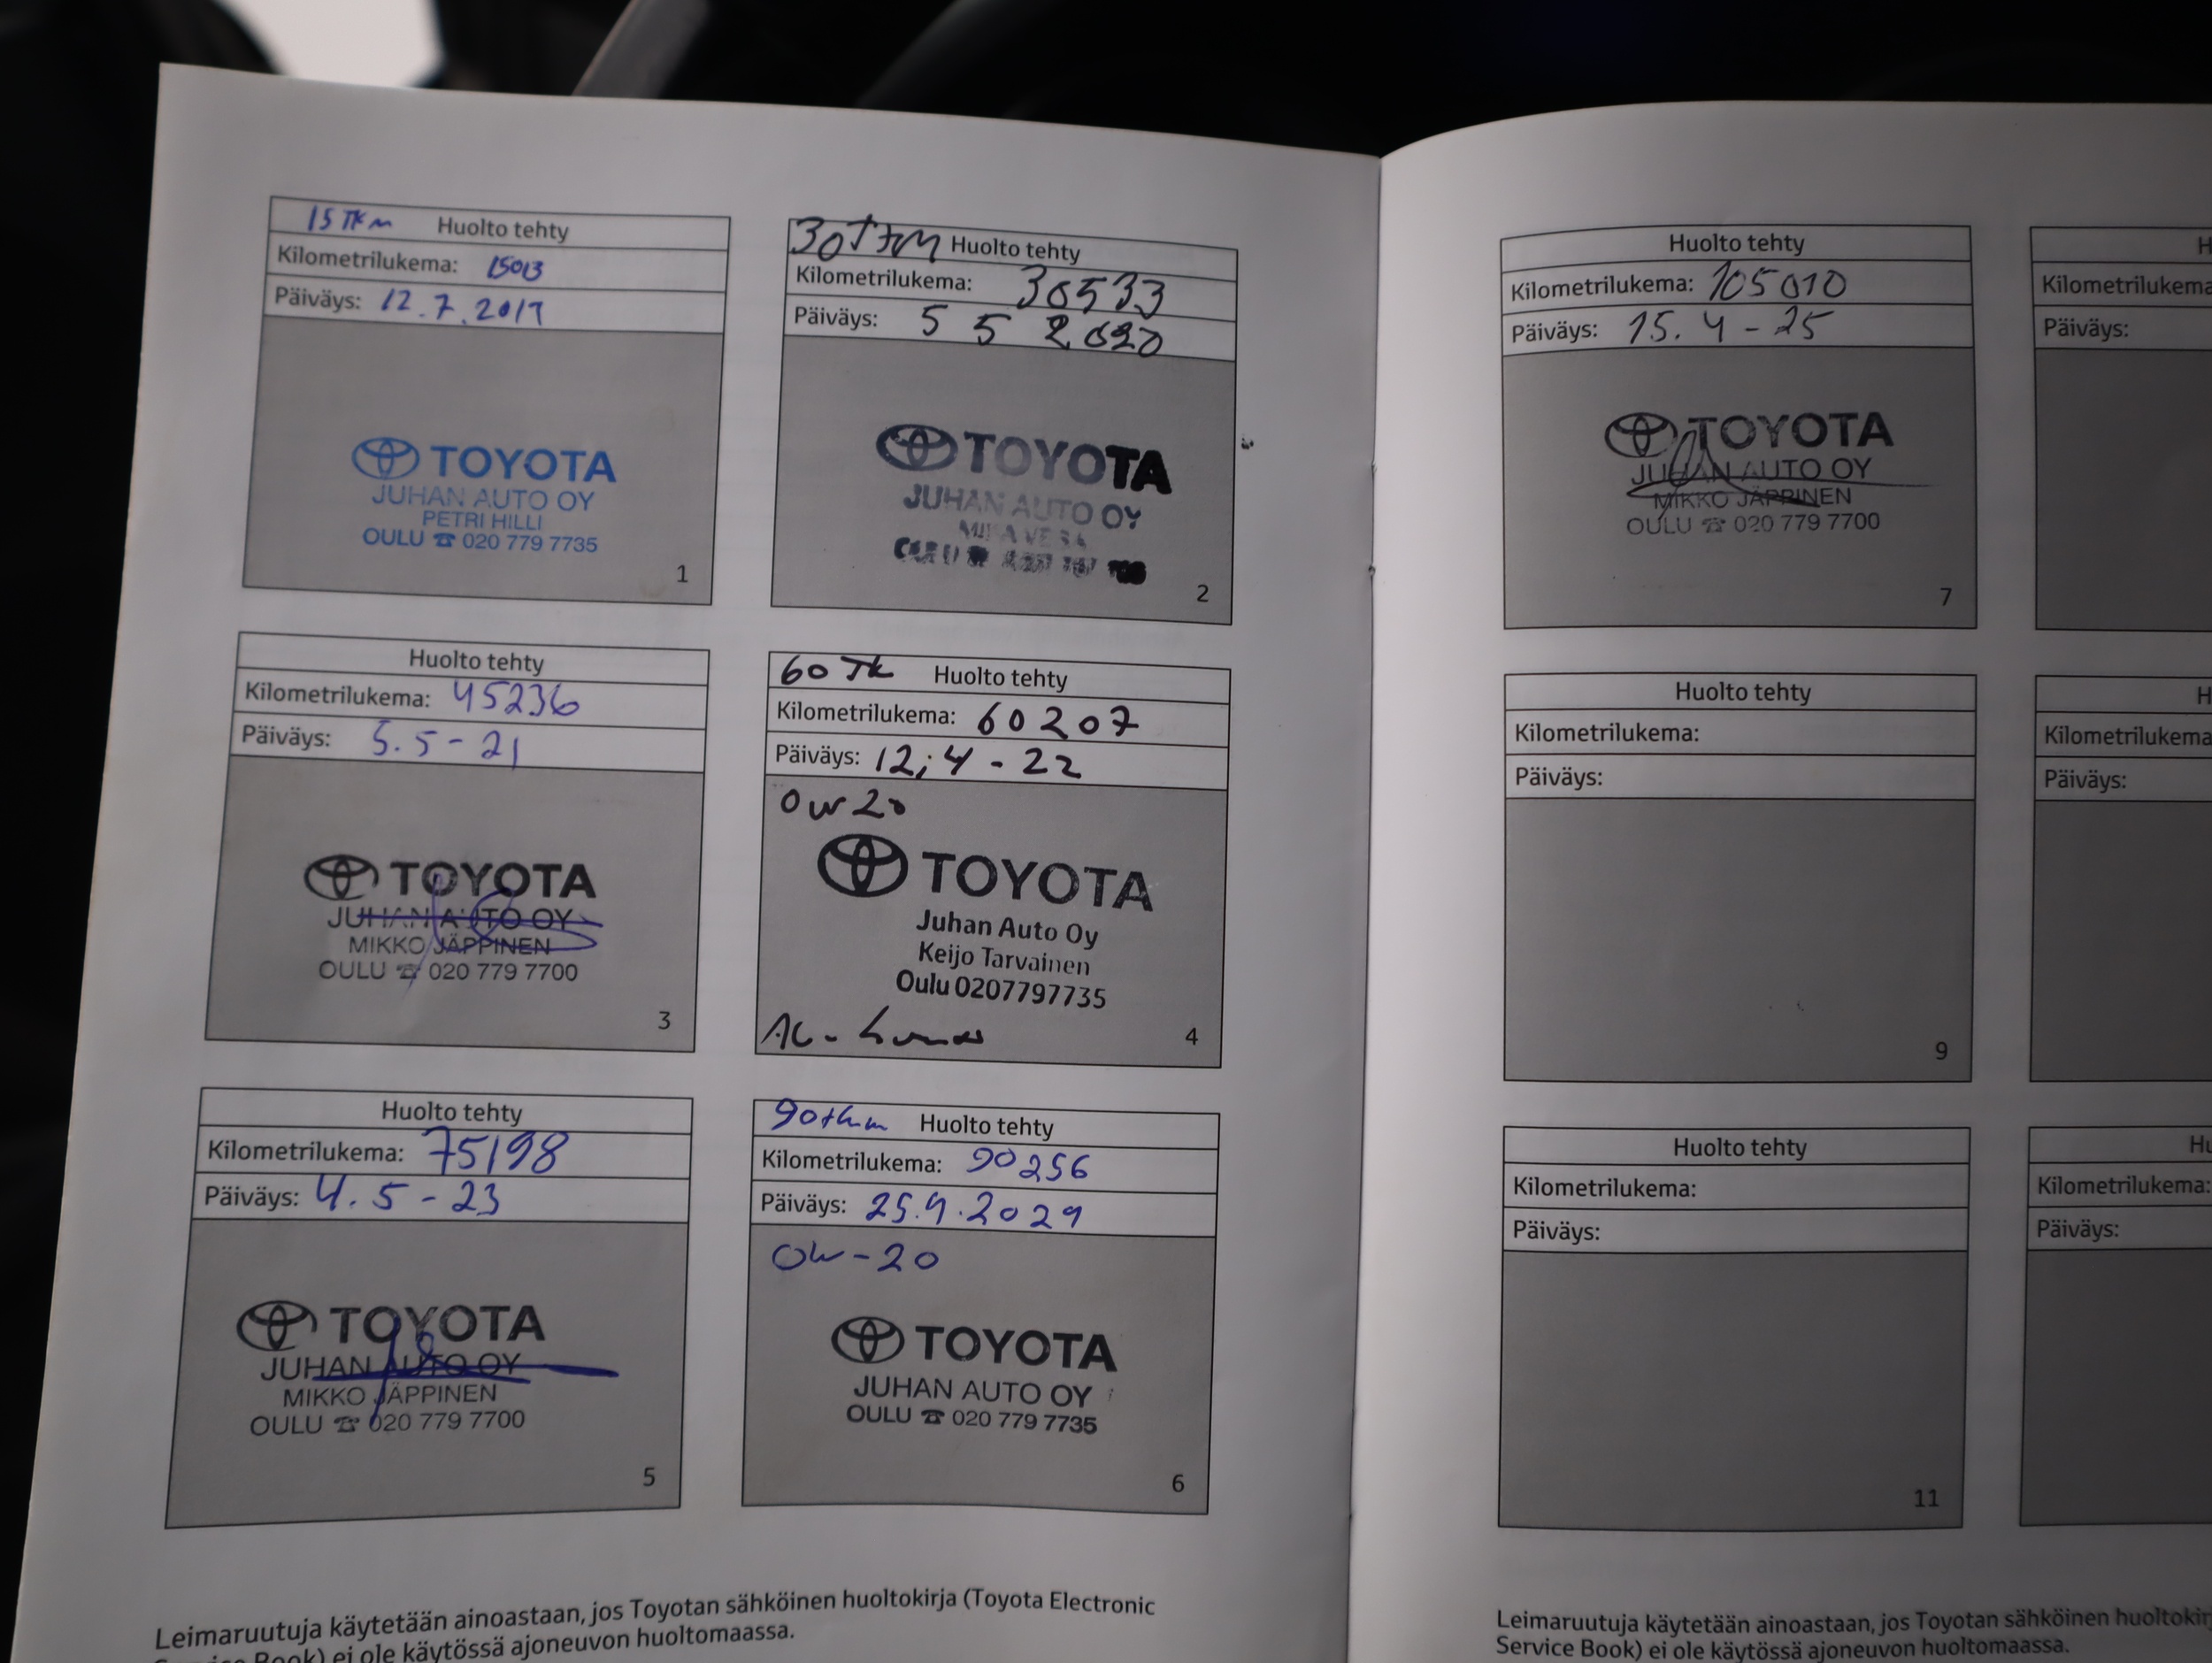 15 TKm Huolto tehty
Kilometrilukema: 15013
Päiväys: 12.7.2019
TOYOTA
JUHAN AUTO OY
PETRI HILLI
OULU ☎ 020 779 7735
1
30TKM Huolto tehty
Kilometrilukema: 30533
Päiväys: 5 5 2020
TOYOTA
JUHAN AUTO OY
2
Huolto tehty
Kilometrilukema: 45236
Päiväys: 5.5-21
TOYOTA
JUHAN AUTO OY
MIKKO JÄPPINEN
OULU ☎ 020 779 7700
3
60 Tk Huolto tehty
Kilometrilukema: 60207
Päiväys: 12,4-22
0W20
TOYOTA
Juhan Auto Oy
Keijo Tarvainen
Oulu 0207797735
AC-
4
Huolto tehty
Kilometrilukema: 75198
Päiväys: 4.5-23
TOYOTA
JUHAN AUTO OY
MIKKO JÄPPINEN
OULU ☎ 020 779 7700
5
90tkm Huolto tehty
Kilometrilukema: 90256
Päiväys: 25.4.2024
0W-20
TOYOTA
JUHAN AUTO OY
OULU ☎ 020 779 7735
6
Leimaruutuja käytetään ainoastaan, jos Toyotan sähköinen huoltokirja (Toyota Electronic
Service Book) ei ole käytössä ajoneuvon huoltomaassa.
Huolto tehty
Kilometrilukema: 105010
Päiväys: 15.4-25
TOYOTA
JUHAN AUTO OY
MIKKO JÄPPINEN
OULU ☎ 020 779 7700
7
H
Kilometrilukema
Päiväys:
Huolto tehty
Kilometrilukema:
Päiväys:
9
H
Kilometrilukema
Päiväys:
Huolto tehty
Kilometrilukema:
Päiväys:
11
Hu
Kilometrilukema:
Päiväys:
Leimaruutuja käytetään ainoastaan, jos Toyotan sähköinen huoltokir
Service Book) ei ole käytössä ajoneuvon huoltomaassa.